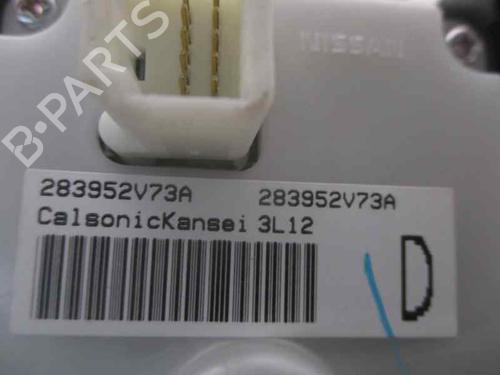 NISSAN
B-PARTS
283952V73A 283952V73A
CalsonicKansei 3L12
D